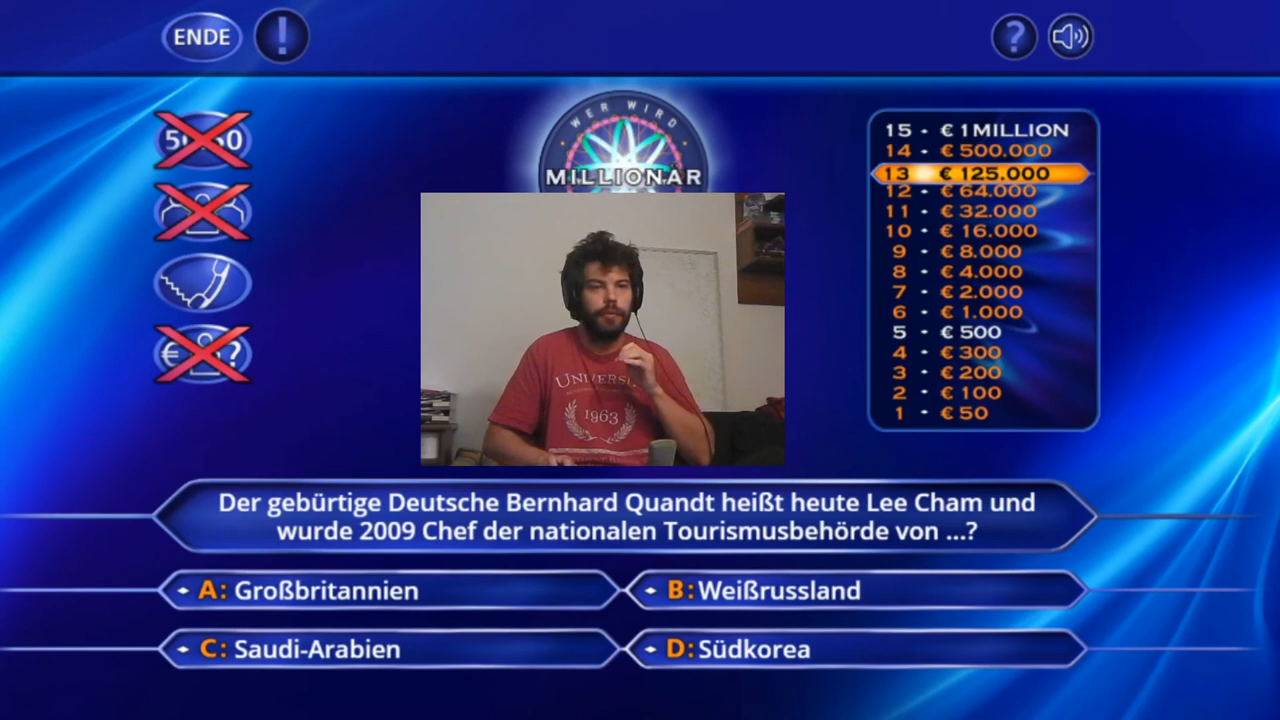 ENDE
!
?
WER WIRD
MILLIONÄR
€ ?
15 · € 1 MILLION
14 · € 500.000
13 · € 125.000
12 · € 64.000
11 · € 32.000
10 · € 16.000
9 · € 8.000
8 · € 4.000
7 · € 2.000
6 · € 1.000
5 · € 500
4 · € 300
3 · € 200
2 · € 100
1 · € 50
1963
Der gebürtige Deutsche Bernhard Quandt heißt heute Lee Cham und
wurde 2009 Chef der nationalen Tourismusbehörde von ...?
A: Großbritannien
B: Weißrussland
C: Saudi-Arabien
D: Südkorea